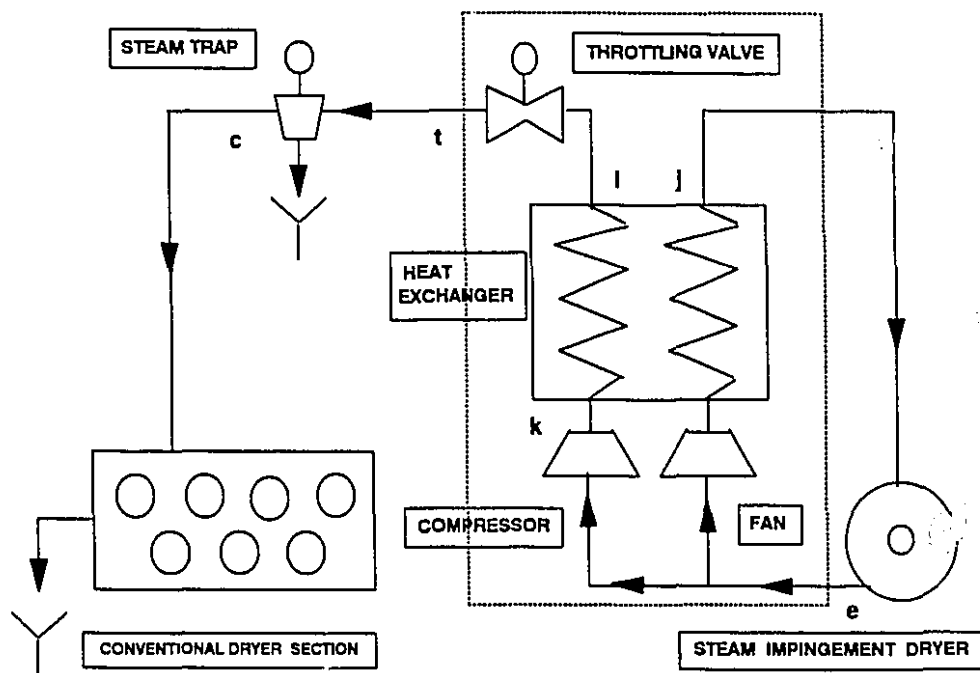 STEAM TRAP
THROTTLING VALVE
c
t
l
j
HEAT
EXCHANGER
k
COMPRESSOR
FAN
e
CONVENTIONAL DRYER SECTION
STEAM IMPINGEMENT DRYER